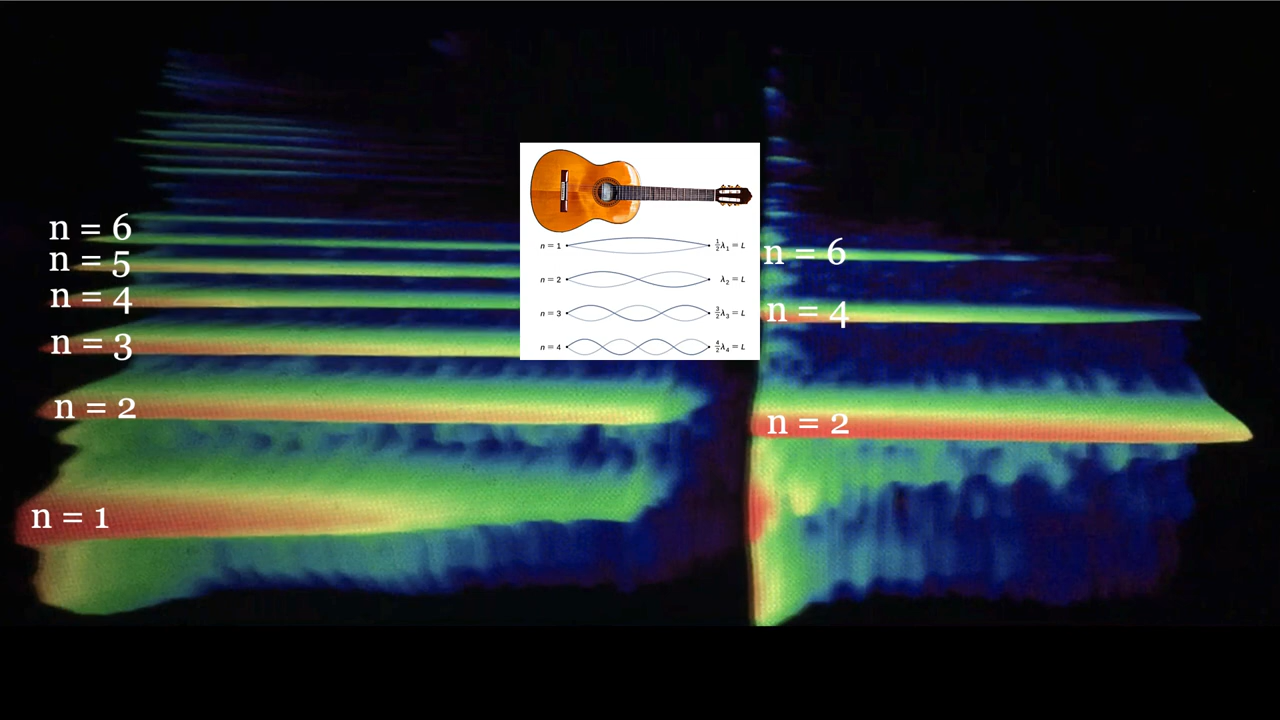 n = 6
n = 5
n = 4
n = 3
n = 2
n = 1
n = 1 ½λ₁ = L
n = 2 λ₂ = L
n = 3 3/2λ₃ = L
n = 4 4/2λ₄ = L
n = 6
n = 4
n = 2